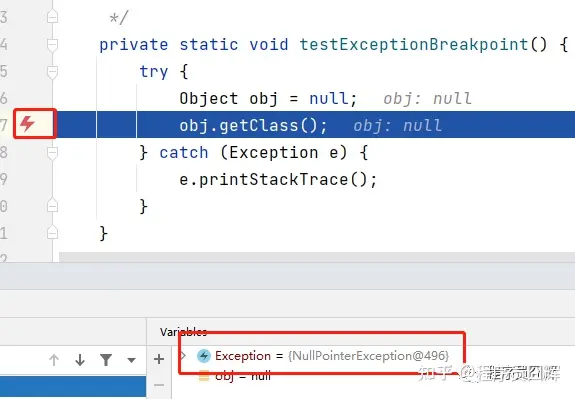 3 */
4 private static void testExceptionBreakpoint() {
5 try {
6 Object obj = null; obj: null
7 obj.getClass(); obj: null
8 } catch (Exception e) {
9 e.printStackTrace();
0 }
1 }
2
Variables
Exception = {NullPointerException@496}
obj = null
知乎 @程序员囧辉